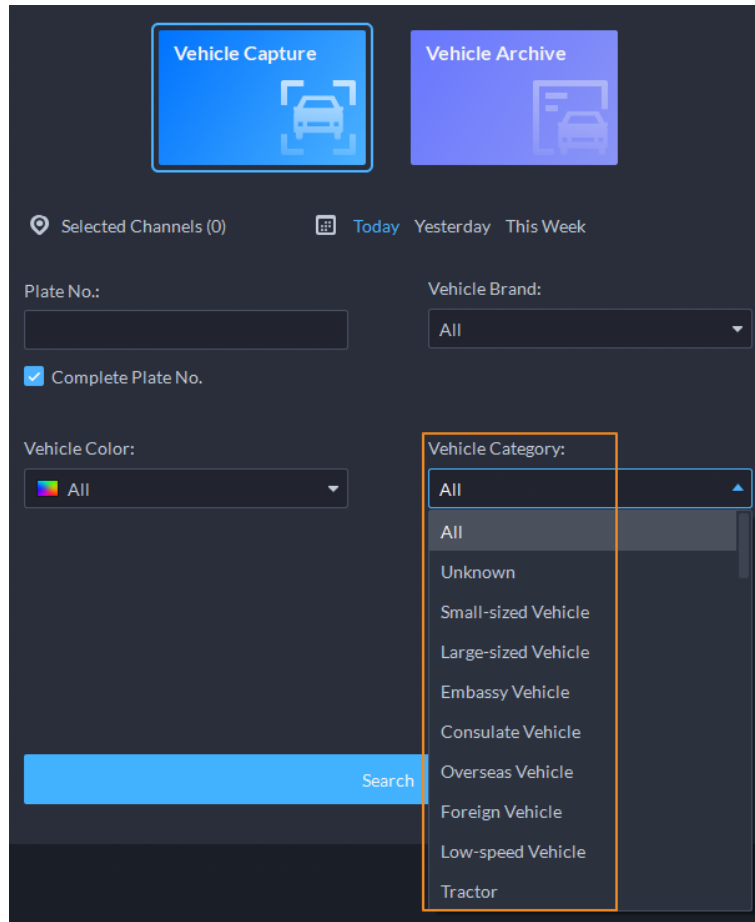 Vehicle Capture
Vehicle Archive
Selected Channels (0)
Today Yesterday This Week
Plate No.:
Vehicle Brand:
All
Complete Plate No.
Vehicle Color:
Vehicle Category:
All
All
All
Unknown
Small-sized Vehicle
Large-sized Vehicle
Embassy Vehicle
Consulate Vehicle
Overseas Vehicle
Search
Foreign Vehicle
Low-speed Vehicle
Tractor